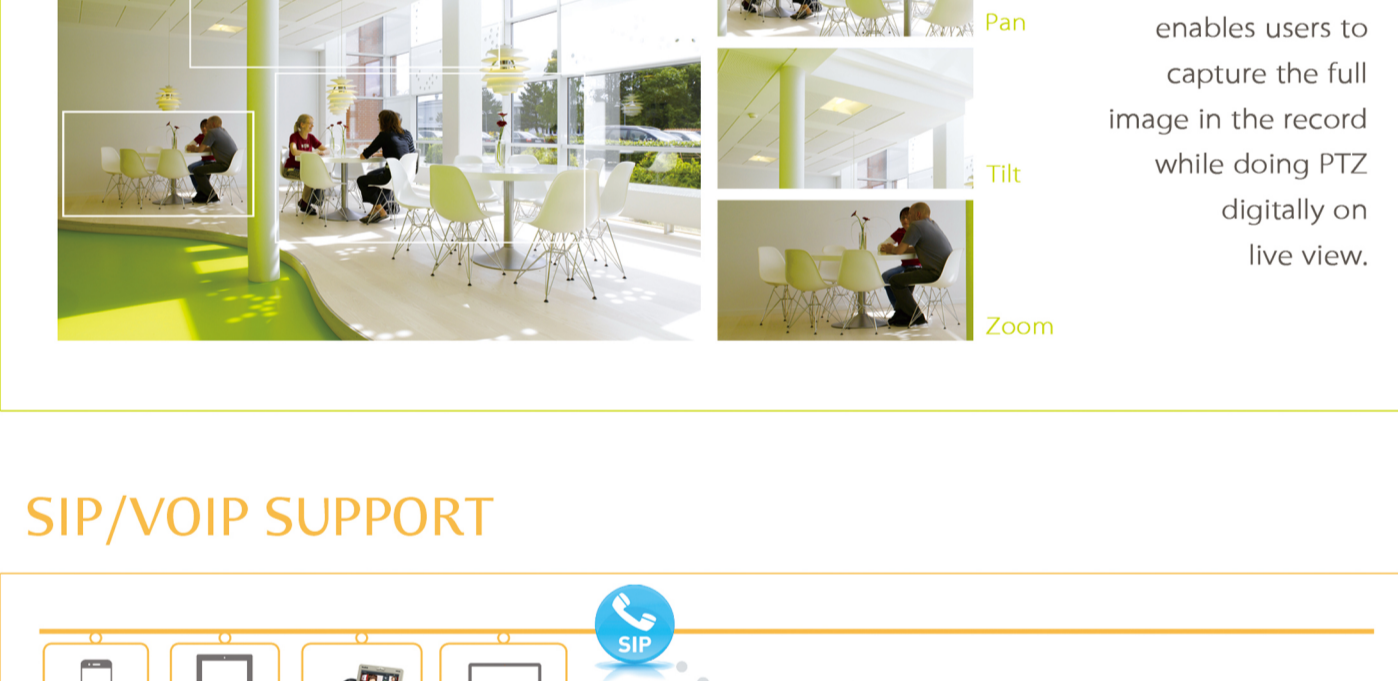 Pan
enables users to
capture the full
image in the record
while doing PTZ
digitally on
live view.
Tilt
Zoom
SIP/VOIP SUPPORT
SIP